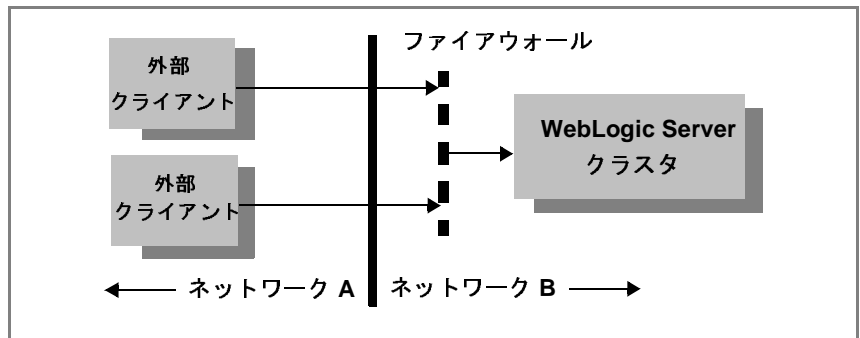 ファイアウォール
外部
クライアント
WebLogic Server
クラスタ
外部
クライアント
ネットワーク A
ネットワーク B